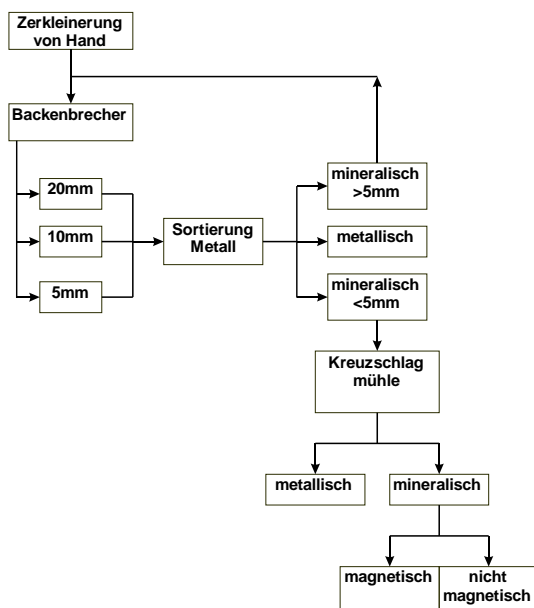 Zerkleinerung
von Hand
Backenbrecher
20mm
10mm
5mm
Sortierung
Metall
mineralisch
>5mm
metallisch
mineralisch
<5mm
Kreuzschlag
mühle
metallisch
mineralisch
magnetisch
nicht
magnetisch